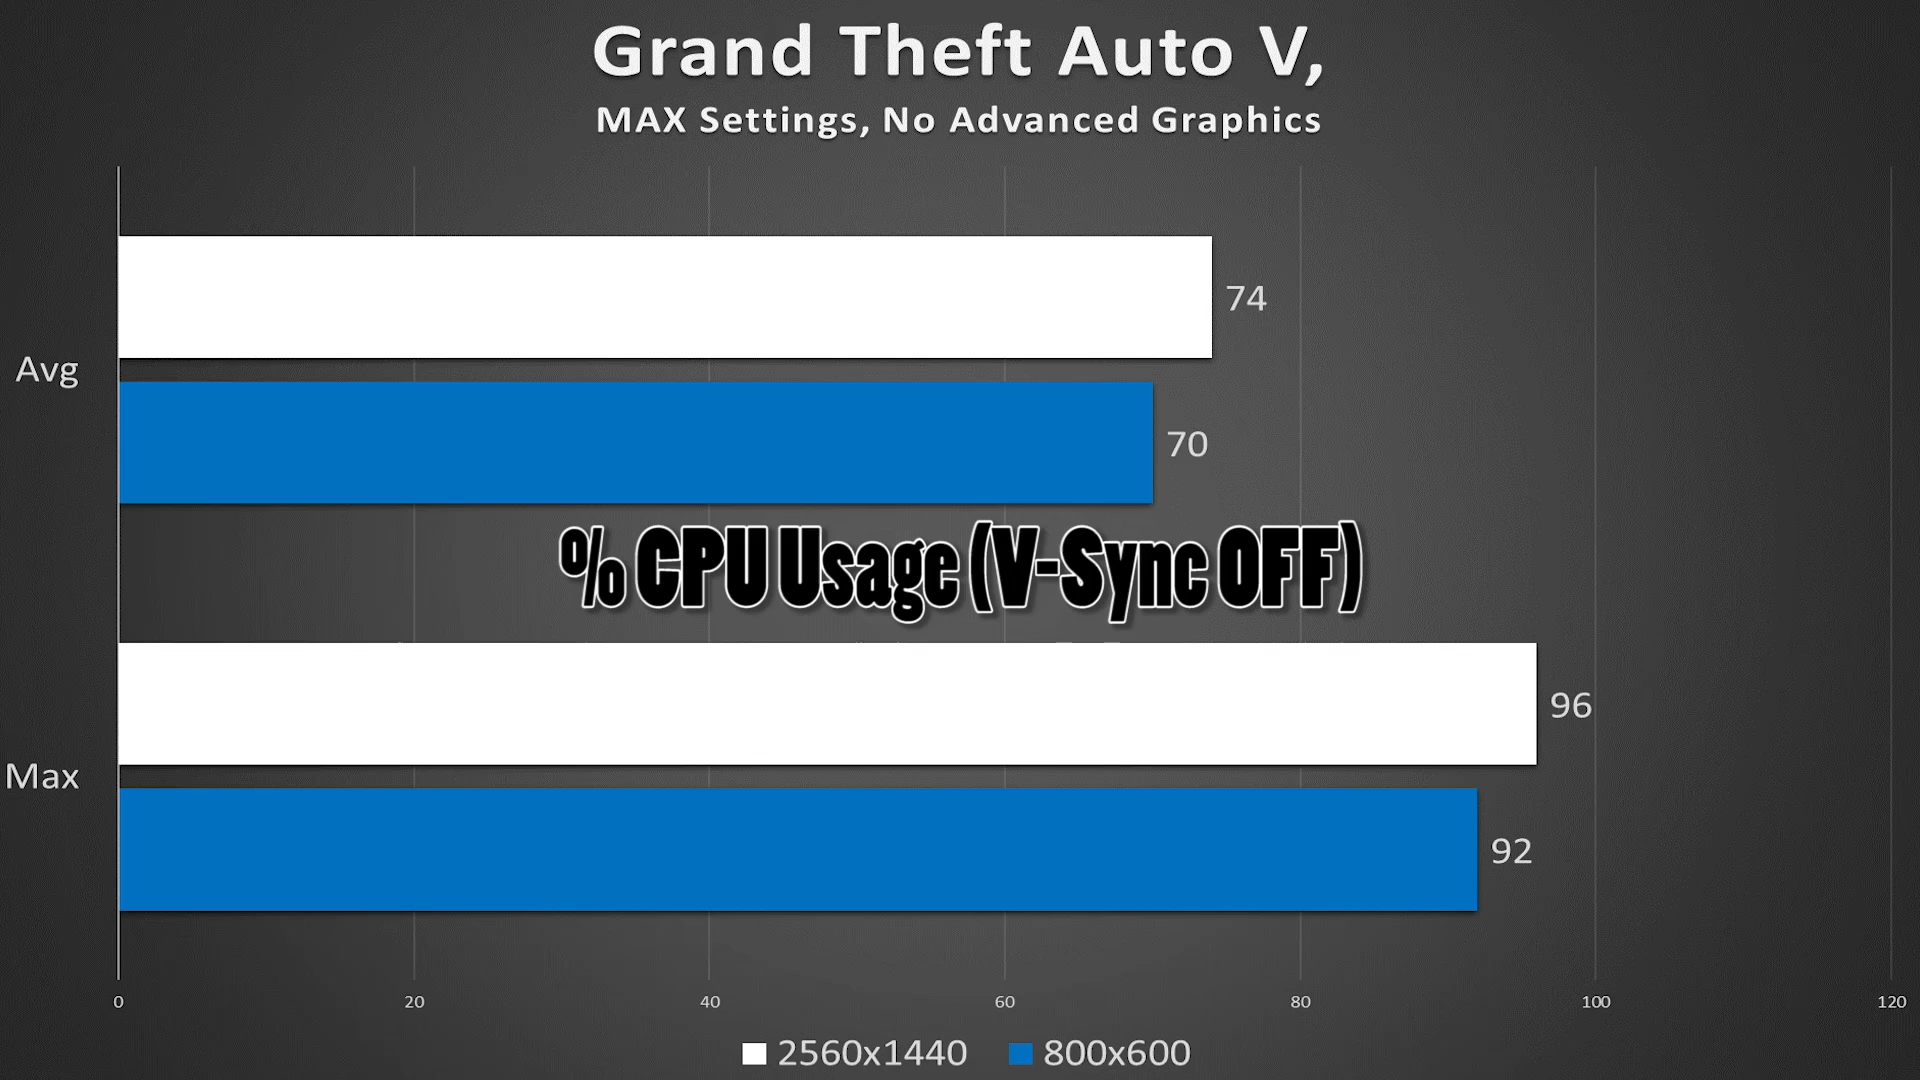 Grand Theft Auto V,
MAX Settings, No Advanced Graphics
74
Avg
70
% CPU Usage (V-Sync OFF)
96
Max
92
0 20 40 60 80 100 120
2560x1440 800x600